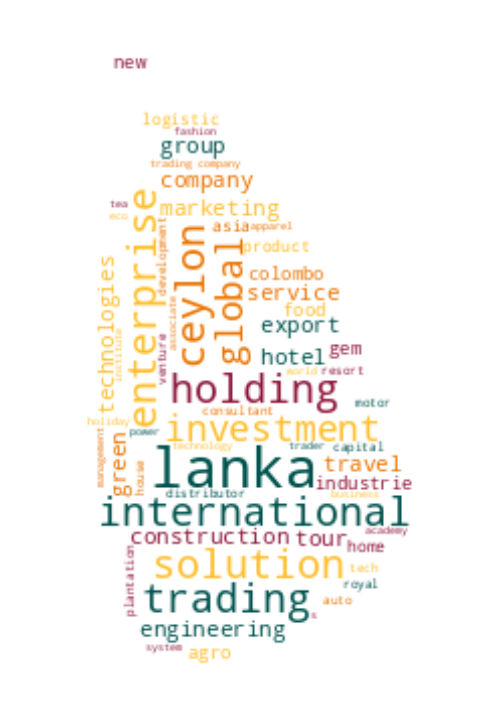 new
logistic
fashion
group
trading company
company
tea
marketing
eco
enterprise
development
ceylon
global
asia
apparel
product
technologies
colombo
service
associate
food
export
institute
venture
hotel
gem
world
resort
holding
motor
consultant
holiday
investment
power
management
green
house
technology
trader
capital
lanka
travel
industrie
distributor
business
international
construction
tour
academy
home
plantation
solution
tech
royal
trading
auto
s
engineering
system
agro